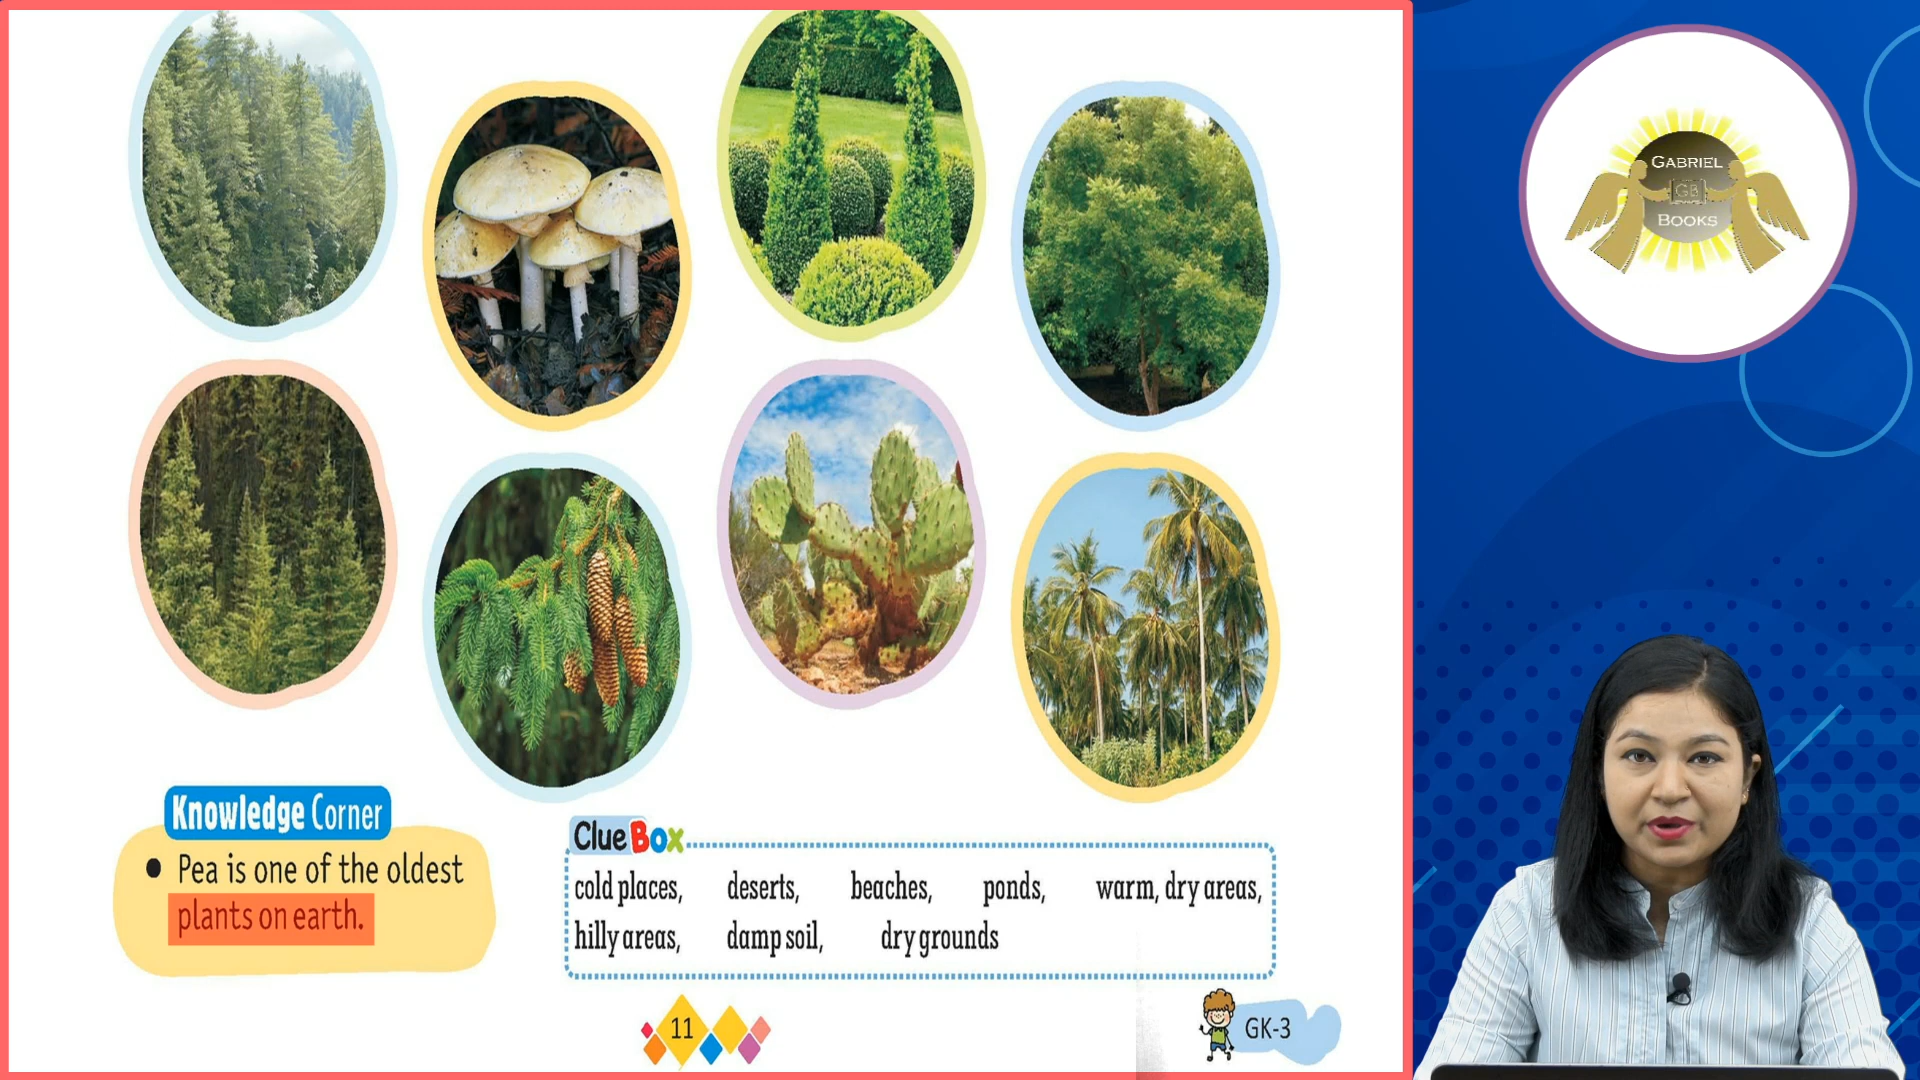 GABRIEL
GB
BOOKS
Knowledge Corner
• Pea is one of the oldest
plants on earth.
Clue Box
cold places, deserts, beaches, ponds, warm, dry areas,
hilly areas, damp soil, dry grounds
11
GK-3